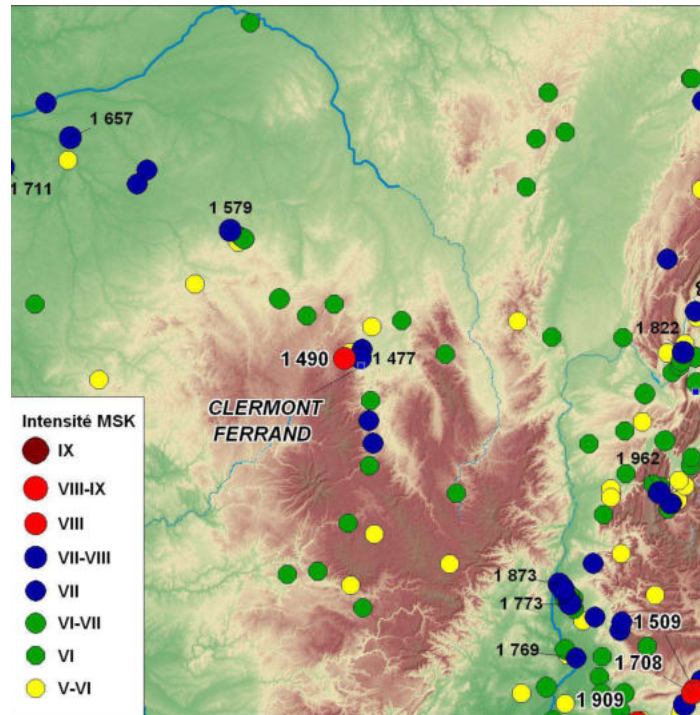 1 657
1 711
1 579
1 822
1 490
1 477
CLERMONT
FERRAND
Intensité MSK
IX
VIII-IX
VIII
VII-VIII
VII
VI-VII
VI
V-VI
1 962
1 873
1 773
1 509
1 769
1 708
1 909